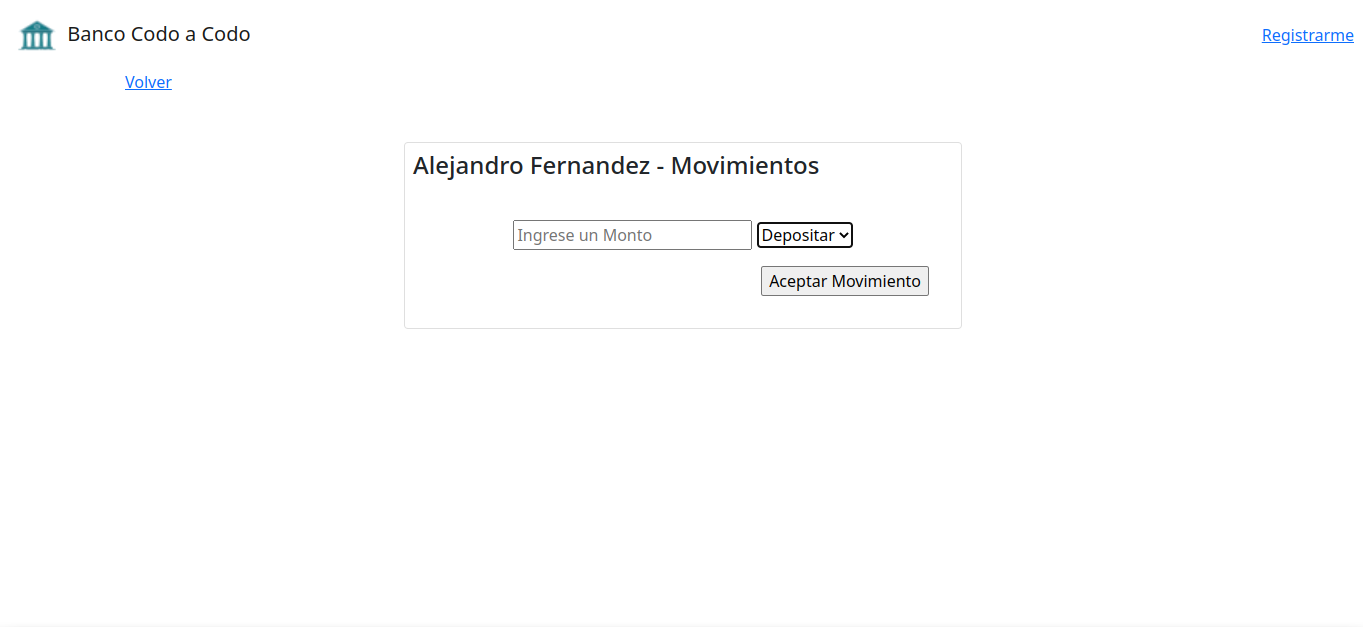 Banco Codo a Codo
Registrarme
Volver
Alejandro Fernandez - Movimientos
Ingrese un Monto
Depositar
Aceptar Movimiento